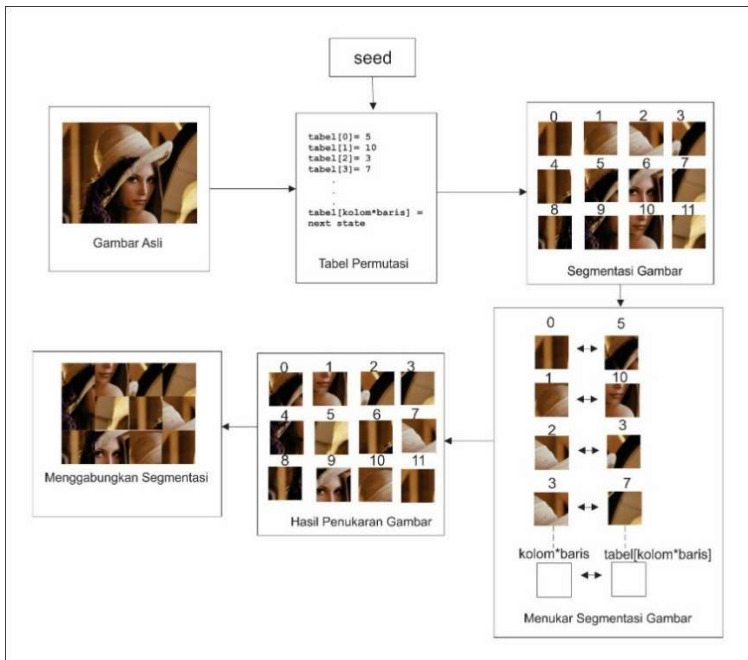 seed
Gambar Asli
tabel[0]= 5
tabel[1]= 10
tabel[2]= 3
tabel[3]= 7
.
.
.
tabel[kolom*baris] =
next state
Tabel Permutasi
0 1 2 3
4 5 6 7
8 9 10 11
Segmentasi Gambar
0 5
1 10
2 3
3 7
kolom*baris tabel[kolom*baris]
Menukar Segmentasi Gambar
0 1 2 3
4 5 6 7
8 9 10 11
Hasil Penukaran Gambar
Menggabungkan Segmentasi